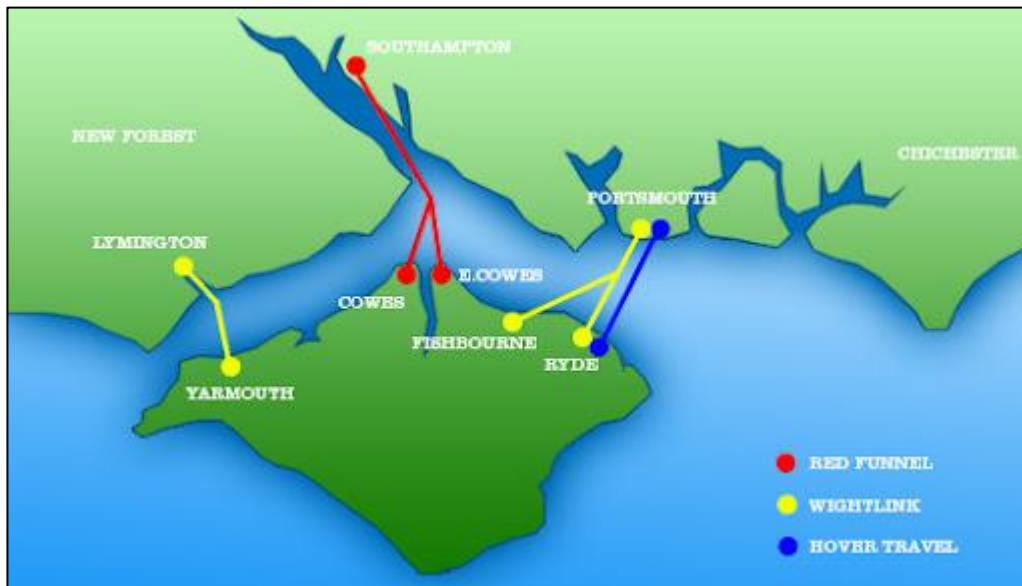 SOUTHAMPTON
NEW FOREST
CHICHESTER
PORTSMOUTH
LYMINGTON
E.COWES
COWES
FISHBOURNE
RYDE
YARMOUTH
RED FUNNEL
WIGHTLINK
HOVER TRAVEL